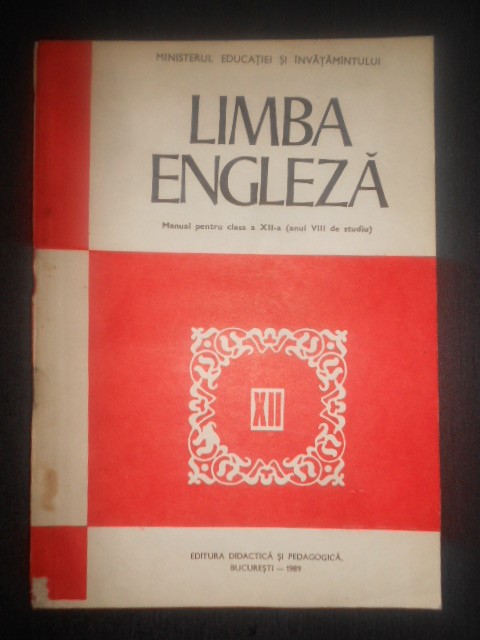 MINISTERUL EDUCAȚIEI ȘI ÎNVĂȚĂMÎNTULUI
LIMBA
ENGLEZĂ
Manual pentru clasa a XII-a (anul VIII de studiu)
XII
EDITURA DIDACTICĂ ȘI PEDAGOGICĂ,
BUCUREȘTI — 1989